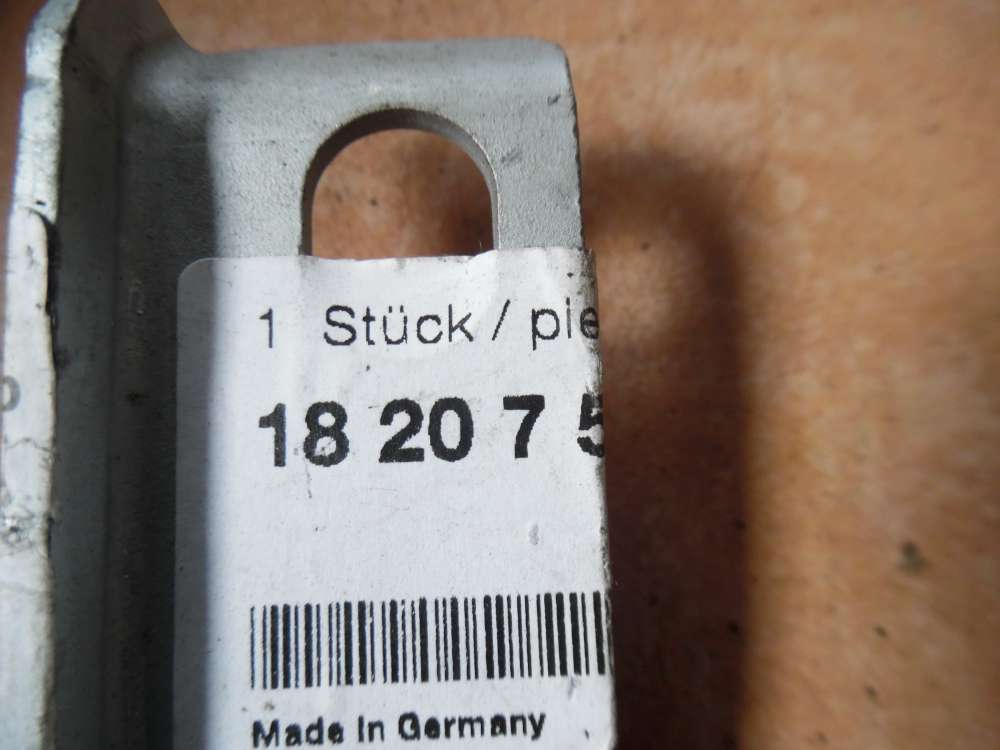 1 Stück / pie
18 20 7 5
Made In Germany